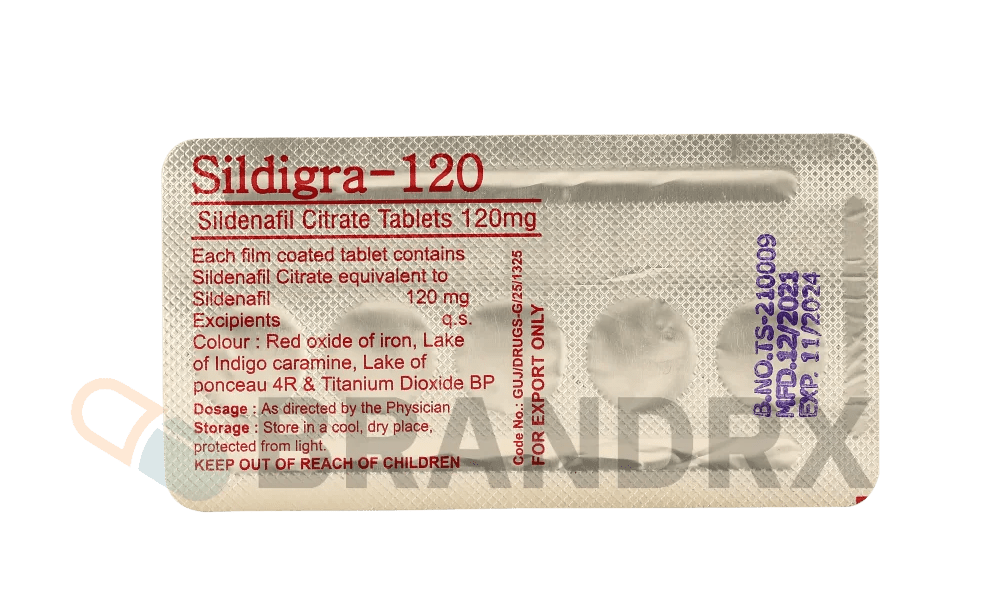 Sildigra-120
Sildenafil Citrate Tablets 120mg
Each film coated tablet contains
Sildenafil Citrate equivalent to
Sildenafil 120 mg
Excipients q.s.
Colour : Red oxide of iron, Lake
of Indigo caramine, Lake of
ponceau 4R & Titanium Dioxide BP
Dosage : As directed by the Physician
Storage : Store in a cool, dry place,
protected from light.
KEEP OUT OF REACH OF CHILDREN
Code No.: GUJ/DRUGS-G/25/1325
FOR EXPORT ONLY
B.NO.TS-210009
MFD.12/2021
EXP. 11/2024
BRANDRX